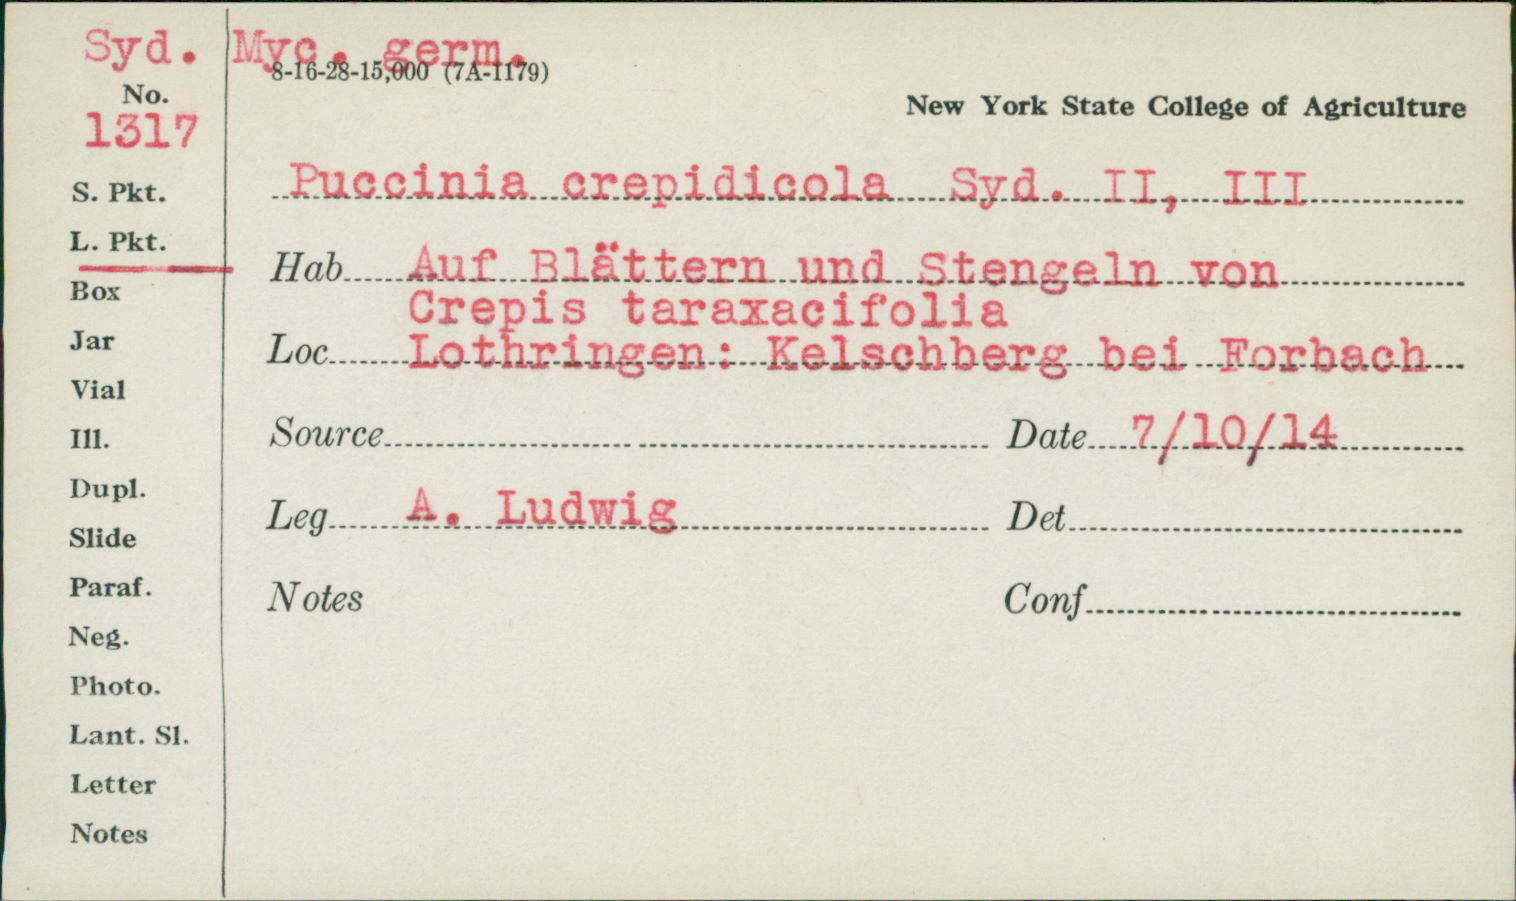 Syd. Myc. germ.
8-16-28-15,000 (7A-1179)
No.
1317
New York State College of Agriculture
S. Pkt.
Puccinia crepidicola Syd. II, III
L. Pkt.
Hab Auf Blättern und Stengeln von
Crepis taraxacifolia
Box
Jar
Loc Lothringen: Kelschberg bei Forbach
Vial
Ill.
Source Date 7/10/14
Dupl.
Leg A. Ludwig Det
Slide
Paraf.
Notes Conf
Neg.
Photo.
Lant. Sl.
Letter
Notes